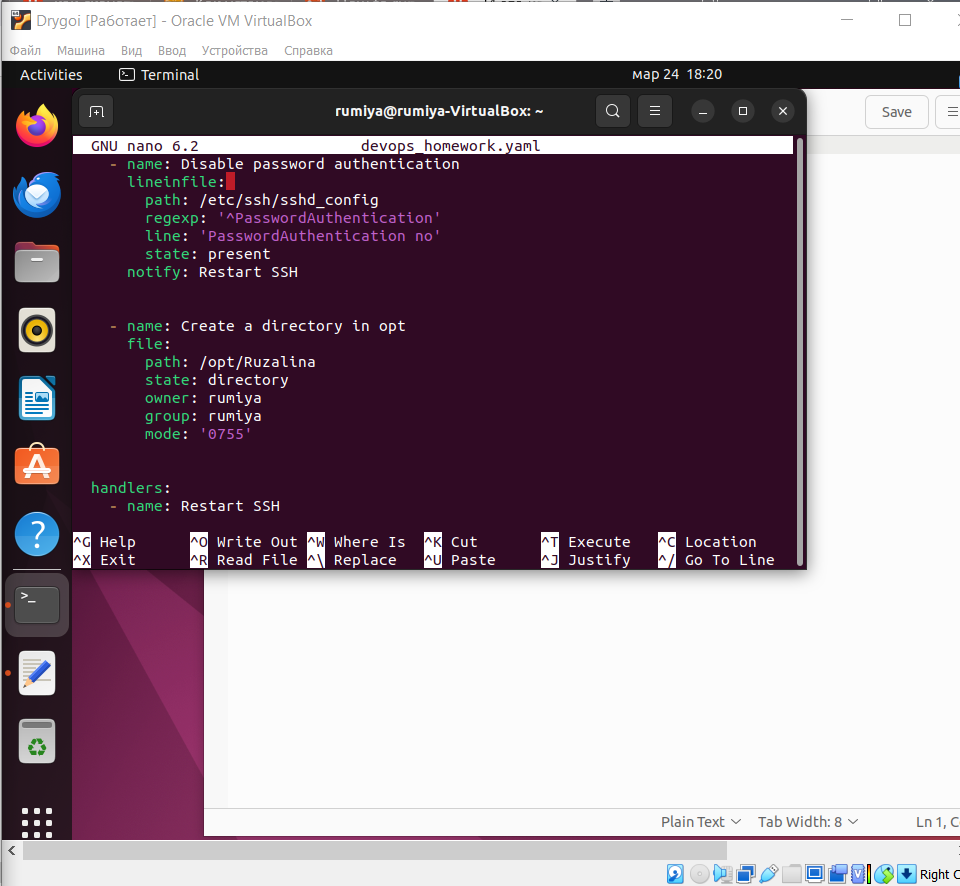 Drygoi [Работает] - Oracle VM VirtualBox
Файл Машина Вид Ввод Устройства Справка
Activities Terminal мар 24 18:20
rumiya@rumiya-VirtualBox: ~
Save
GNU nano 6.2 devops_homework.yaml
- name: Disable password authentication
lineinfile:
path: /etc/ssh/sshd_config
regexp: '^PasswordAuthentication'
line: 'PasswordAuthentication no'
state: present
notify: Restart SSH
- name: Create a directory in opt
file:
path: /opt/Ruzalina
state: directory
owner: rumiya
group: rumiya
mode: '0755'
handlers:
- name: Restart SSH
^G Help ^O Write Out ^W Where Is ^K Cut ^T Execute ^C Location
^X Exit ^R Read File ^\ Replace ^U Paste ^J Justify ^/ Go To Line
Plain Text Tab Width: 8 Ln 1, C
Right C